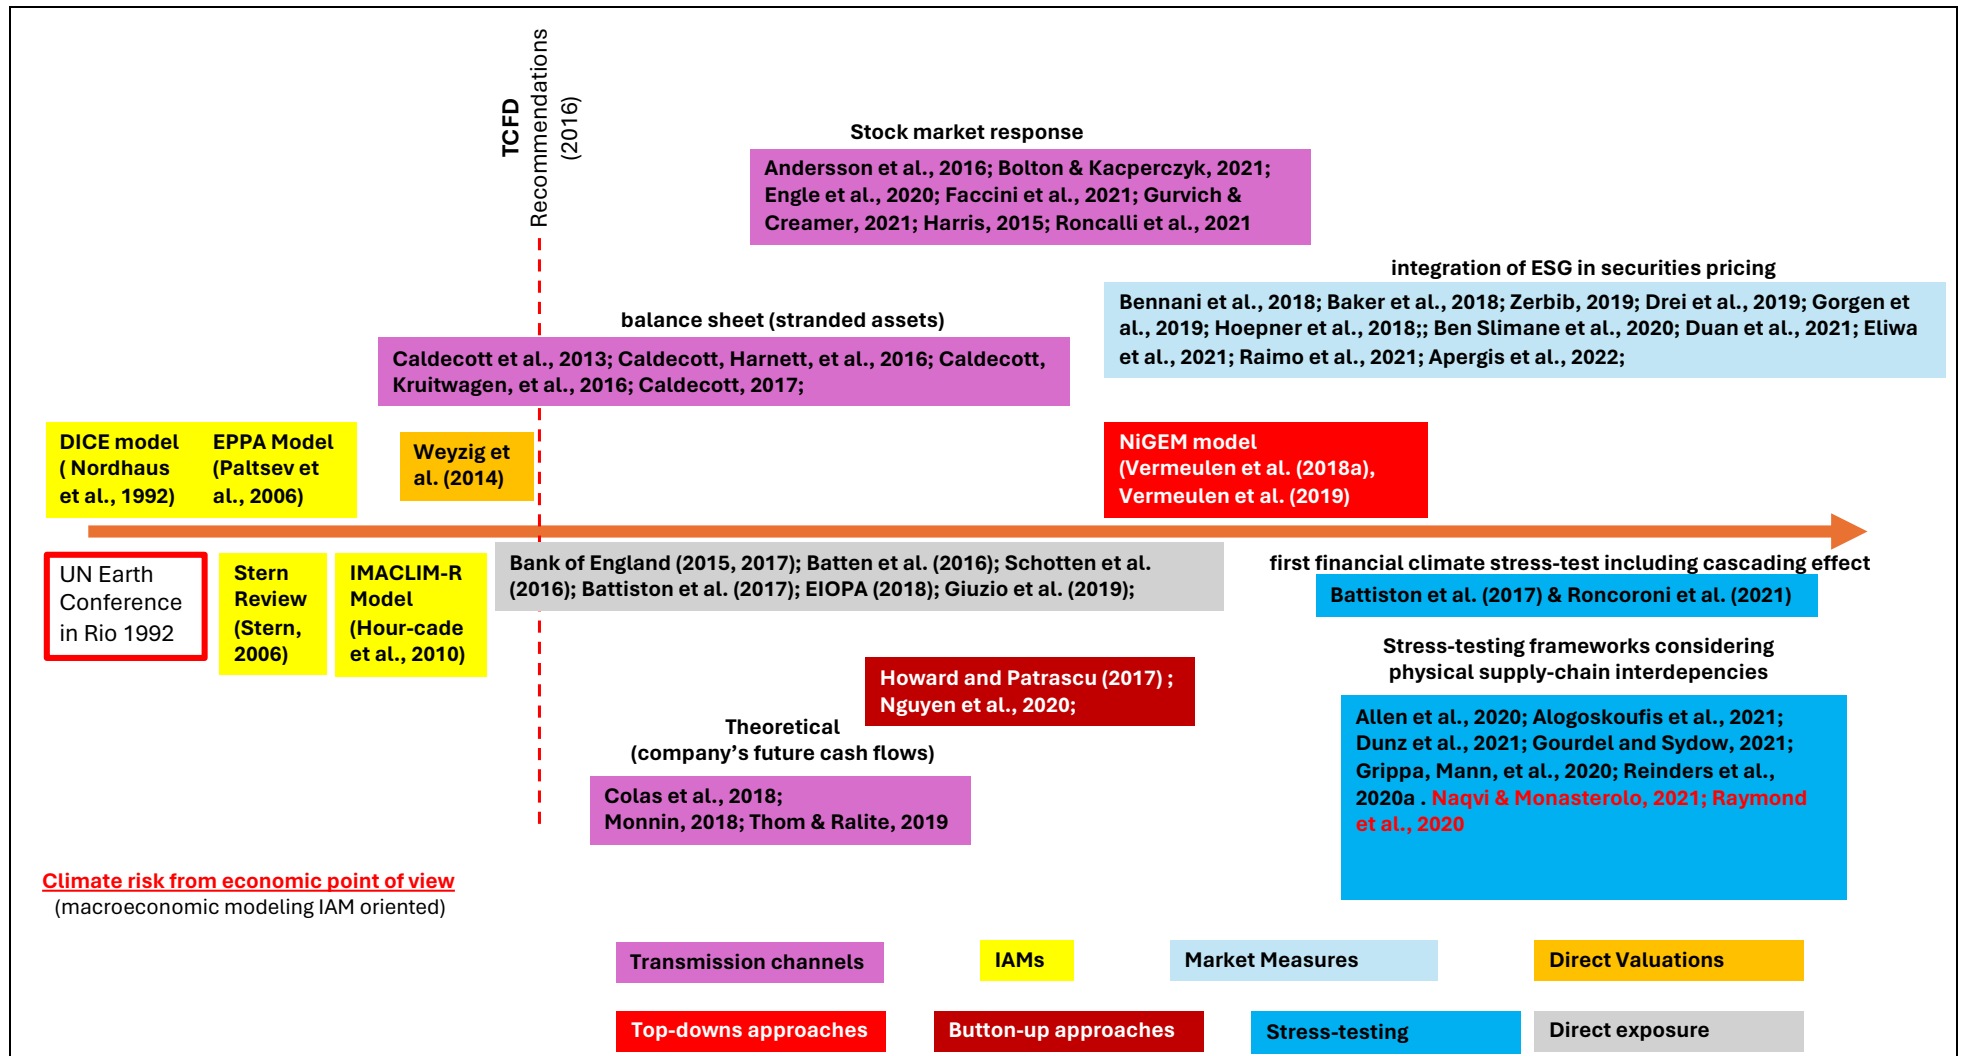 TCFD
Recommendations
(2016)
Stock market response
Andersson et al., 2016; Bolton & Kacperczyk, 2021;
Engle et al., 2020; Faccini et al., 2021; Gurvich &
Creamer, 2021; Harris, 2015; Roncalli et al., 2021
integration of ESG in securities pricing
Bennani et al., 2018; Baker et al., 2018; Zerbib, 2019; Drei et al., 2019; Gorgen et
al., 2019; Hoepner et al., 2018;; Ben Slimane et al., 2020; Duan et al., 2021; Eliwa
et al., 2021; Raimo et al., 2021; Apergis et al., 2022;
balance sheet (stranded assets)
Caldecott et al., 2013; Caldecott, Harnett, et al., 2016; Caldecott,
Kruitwagen, et al., 2016; Caldecott, 2017;
DICE model
( Nordhaus
et al., 1992)
EPPA Model
(Paltsev et
al., 2006)
Weyzig et
al. (2014)
NiGEM model
(Vermeulen et al. (2018a),
Vermeulen et al. (2019)
UN Earth
Conference
in Rio 1992
Stern
Review
(Stern,
2006)
IMACLIM-R
Model
(Hour-cade
et al., 2010)
Bank of England (2015, 2017); Batten et al. (2016); Schotten et al.
(2016); Battiston et al. (2017); EIOPA (2018); Giuzio et al. (2019);
first financial climate stress-test including cascading effect
Battiston et al. (2017) & Roncoroni et al. (2021)
Stress-testing frameworks considering
physical supply-chain interdepencies
Howard and Patrascu (2017) ;
Nguyen et al., 2020;
Allen et al., 2020; Alogoskoufis et al., 2021;
Dunz et al., 2021; Gourdel and Sydow, 2021;
Grippa, Mann, et al., 2020; Reinders et al.,
2020a . Naqvi & Monasterolo, 2021; Raymond
et al., 2020
Theoretical
(company's future cash flows)
Colas et al., 2018;
Monnin, 2018; Thom & Ralite, 2019
Climate risk from economic point of view
(macroeconomic modeling IAM oriented)
Transmission channels
IAMs
Market Measures
Direct Valuations
Top-downs approaches
Button-up approaches
Stress-testing
Direct exposure